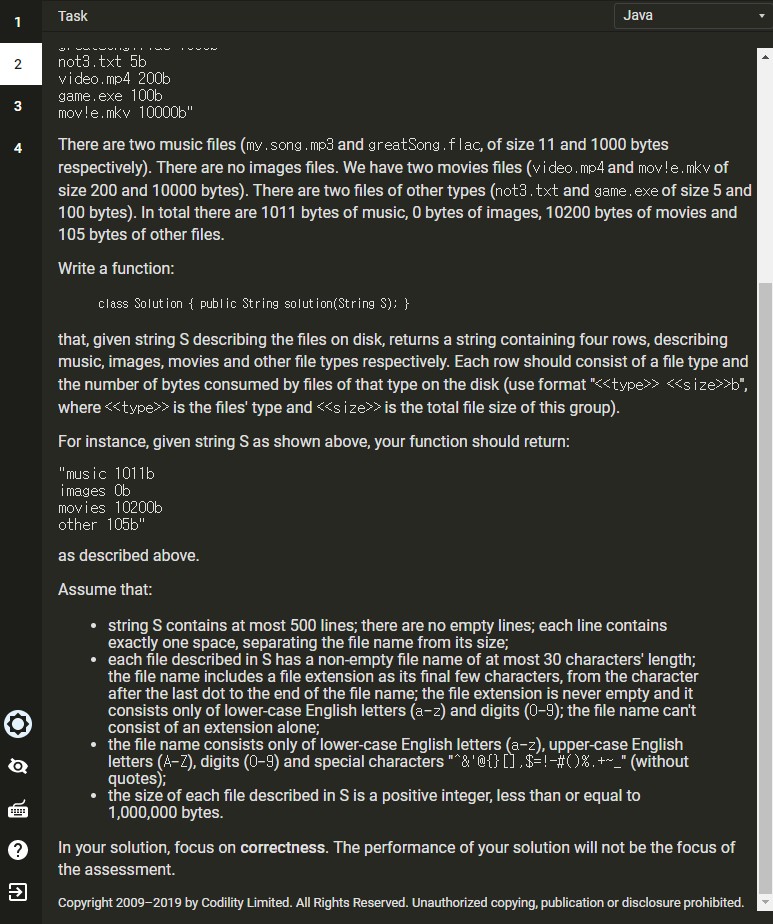 Task
Java
1
2
3
4
not3.txt 5b
video.mp4 200b
game.exe 100b
mov!e.mkv 10000b"
There are two music files (my.song.mp3 and greatSong.flac, of size 11 and 1000 bytes
respectively). There are no images files. We have two movies files (video.mp4 and mov!e.mkv of
size 200 and 10000 bytes). There are two files of other types (not3.txt and game.exe of size 5 and
100 bytes). In total there are 1011 bytes of music, 0 bytes of images, 10200 bytes of movies and
105 bytes of other files.
Write a function:
class Solution { public String solution(String S); }
that, given string S describing the files on disk, returns a string containing four rows, describing
music, images, movies and other file types respectively. Each row should consist of a file type and
the number of bytes consumed by files of that type on the disk (use format "<<type>> <<size>>b",
where <<type>> is the files' type and <<size>> is the total file size of this group).
For instance, given string S as shown above, your function should return:
"music 1011b
images 0b
movies 10200b
other 105b"
as described above.
Assume that:
• string S contains at most 500 lines; there are no empty lines; each line contains
exactly one space, separating the file name from its size;
• each file described in S has a non-empty file name of at most 30 characters' length;
the file name includes a file extension as its final few characters, from the character
after the last dot to the end of the file name; the file extension is never empty and it
consists only of lower-case English letters (a-z) and digits (0-9); the file name can't
consist of an extension alone;
• the file name consists only of lower-case English letters (a-z), upper-case English
letters (A-Z), digits (0-9) and special characters "^&'@{}[],$=!-#()%.+~_" (without
quotes);
• the size of each file described in S is a positive integer, less than or equal to
1,000,000 bytes.
In your solution, focus on correctness. The performance of your solution will not be the focus of
the assessment.
Copyright 2009–2019 by Codility Limited. All Rights Reserved. Unauthorized copying, publication or disclosure prohibited.